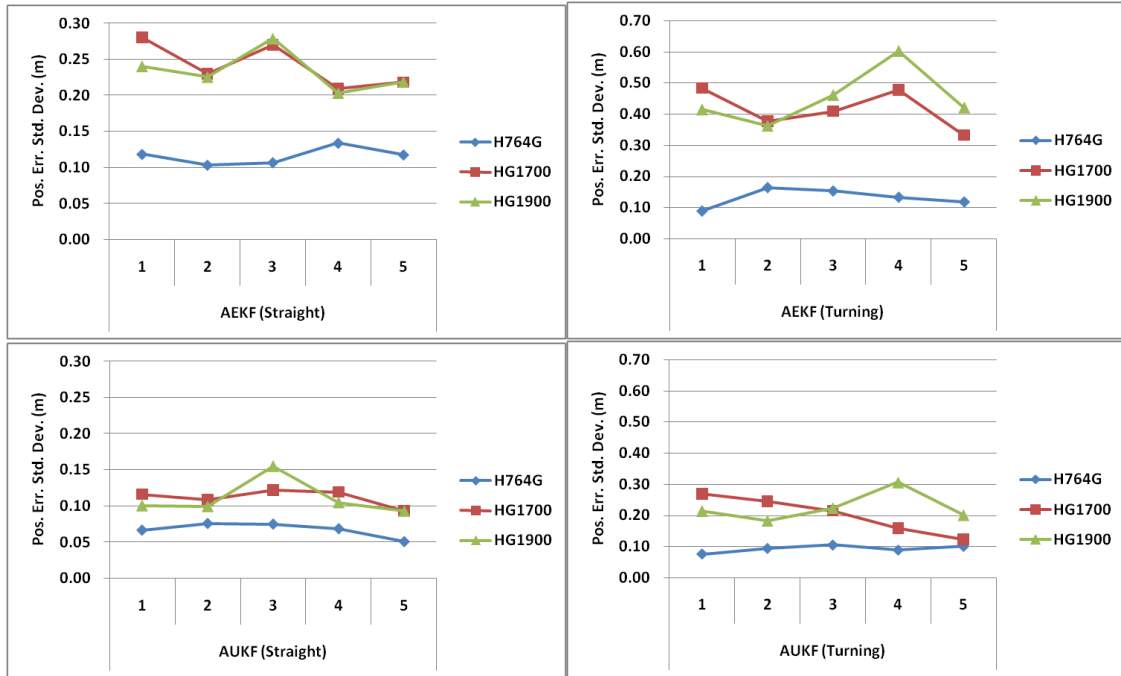 Pos. Err. Std. Dev. (m)
0.30
0.25
0.20
0.15
0.10
0.05
0.00
1 2 3 4 5
AEKF (Straight)
H764G
HG1700
HG1900
Pos. Err. Std. Dev. (m)
0.70
0.60
0.50
0.40
0.30
0.20
0.10
0.00
1 2 3 4 5
AEKF (Turning)
H764G
HG1700
HG1900
Pos. Err. Std. Dev. (m)
0.30
0.25
0.20
0.15
0.10
0.05
0.00
1 2 3 4 5
AUKF (Straight)
H764G
HG1700
HG1900
Pos. Err. Std. Dev. (m)
0.70
0.60
0.50
0.40
0.30
0.20
0.10
0.00
1 2 3 4 5
AUKF (Turning)
H764G
HG1700
HG1900